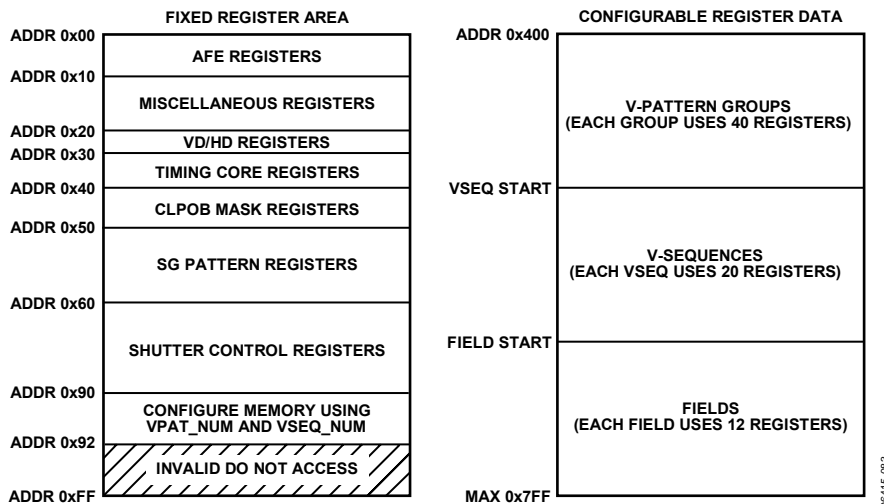 FIXED REGISTER AREA
ADDR 0x00
AFE REGISTERS
ADDR 0x10
MISCELLANEOUS REGISTERS
ADDR 0x20
VD/HD REGISTERS
ADDR 0x30
TIMING CORE REGISTERS
ADDR 0x40
CLPOB MASK REGISTERS
ADDR 0x50
SG PATTERN REGISTERS
ADDR 0x60
SHUTTER CONTROL REGISTERS
ADDR 0x90
CONFIGURE MEMORY USING
VPAT_NUM AND VSEQ_NUM
ADDR 0x92
INVALID DO NOT ACCESS
ADDR 0xFF
CONFIGURABLE REGISTER DATA
ADDR 0x400
V-PATTERN GROUPS
(EACH GROUP USES 40 REGISTERS)
VSEQ START
V-SEQUENCES
(EACH VSEQ USES 20 REGISTERS)
FIELD START
FIELDS
(EACH FIELD USES 12 REGISTERS)
MAX 0x7FF